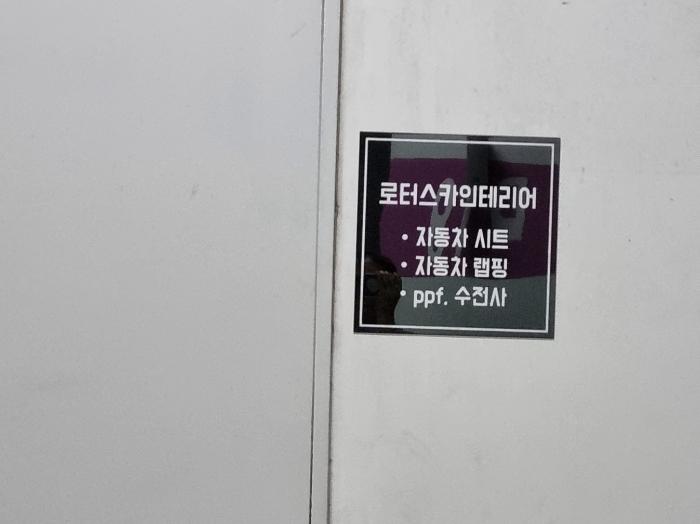 로터스카인테리어
• 자동차 시트
• 자동차 랩핑
• ppf. 수전사